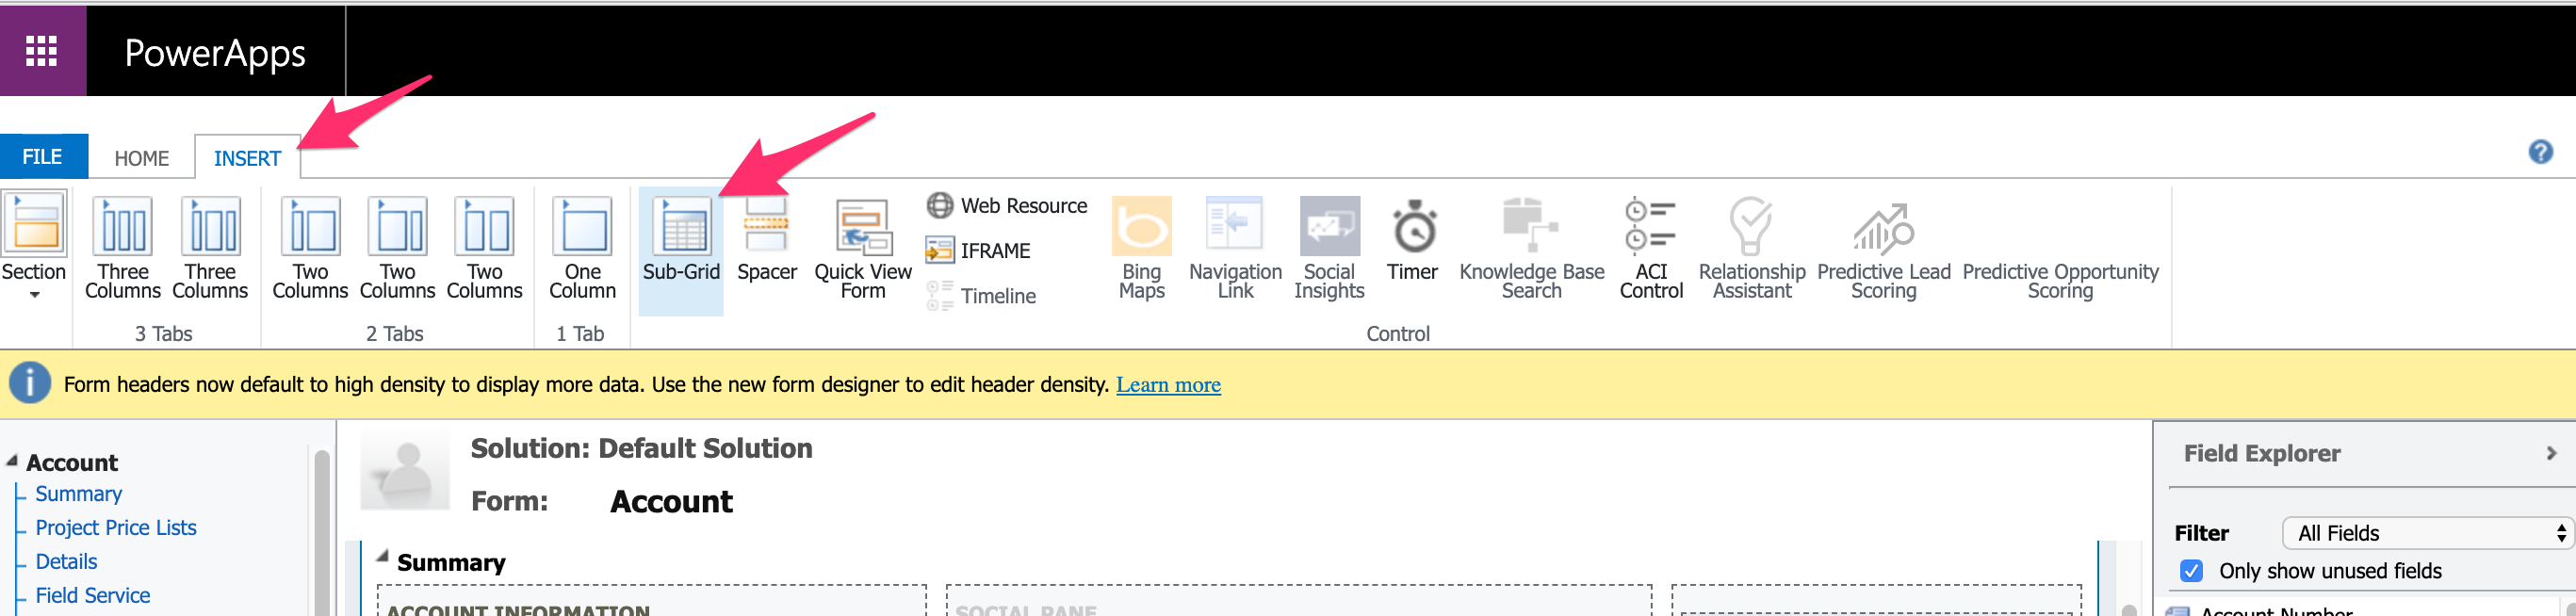 PowerApps
FILE
HOME
INSERT
Section
Three
Columns
Three
Columns
3 Tabs
Two
Columns
Two
Columns
Two
Columns
2 Tabs
One
Column
1 Tab
Sub-Grid
Spacer
Quick View
Form
Web Resource
IFRAME
Timeline
Bing
Maps
Navigation
Link
Social
Insights
Timer
Knowledge Base
Search
ACI
Control
Relationship
Assistant
Predictive Lead
Scoring
Predictive Opportunity
Scoring
Control
Form headers now default to high density to display more data. Use the new form designer to edit header density. Learn more
Account
Summary
Project Price Lists
Details
Field Service
Solution: Default Solution
Form: Account
Summary
ACCOUNT INFORMATION
SOCIAL PANE
Field Explorer
Filter
All Fields
Only show unused fields
Account Number